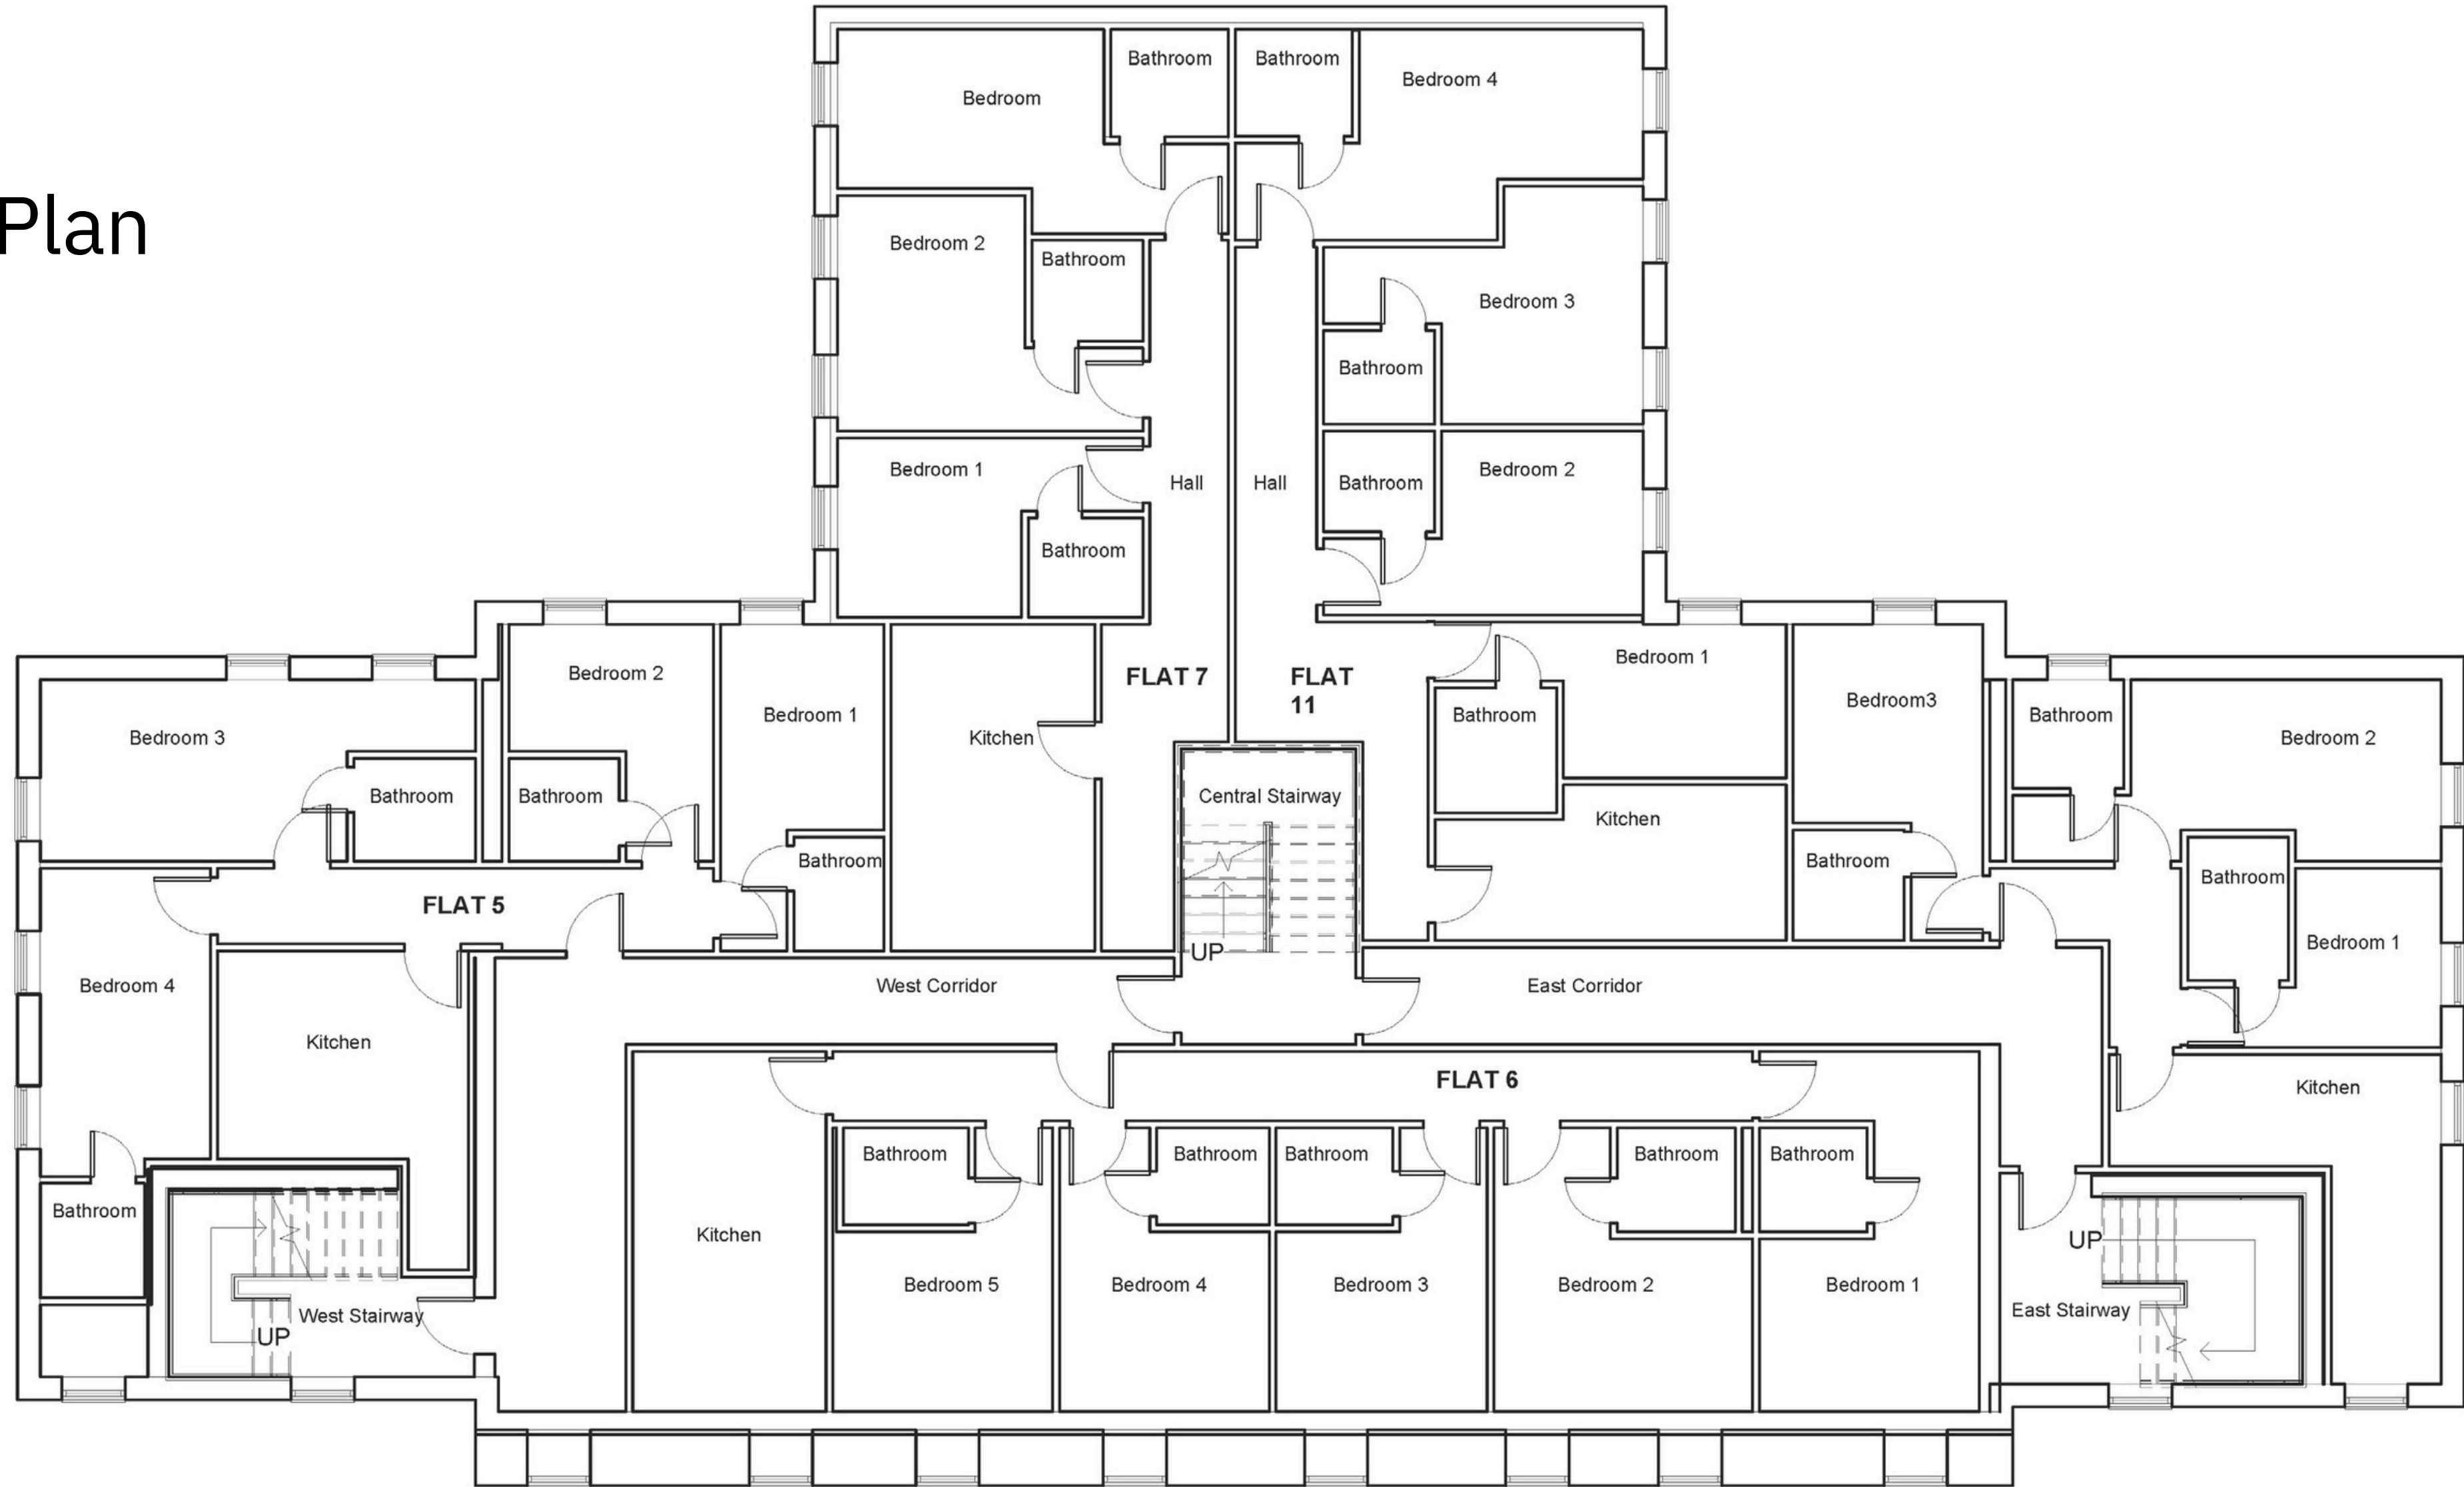 Plan
Bathroom
Bathroom
Bedroom 4
Bedroom
Bedroom 2
Bathroom
Bedroom 3
Bathroom
Bedroom 1
Hall
Hall
Bathroom
Bedroom 2
Bathroom
Bedroom 2
FLAT 7
FLAT
11
Bedroom 1
Bedroom 3
Bedroom 1
Kitchen
Bathroom
Bedroom3
Bathroom
Bedroom 2
Bathroom
Bathroom
Central Stairway
Kitchen
Bathroom
Bathroom
Bathroom
FLAT 5
UP
Bedroom 1
Bedroom 4
West Corridor
East Corridor
Kitchen
FLAT 6
Kitchen
Bathroom
Bathroom
Bathroom
Bathroom
Bathroom
Bathroom
Kitchen
UP
Bedroom 5
Bedroom 4
Bedroom 3
Bedroom 2
Bedroom 1
West Stairway
East Stairway
UP